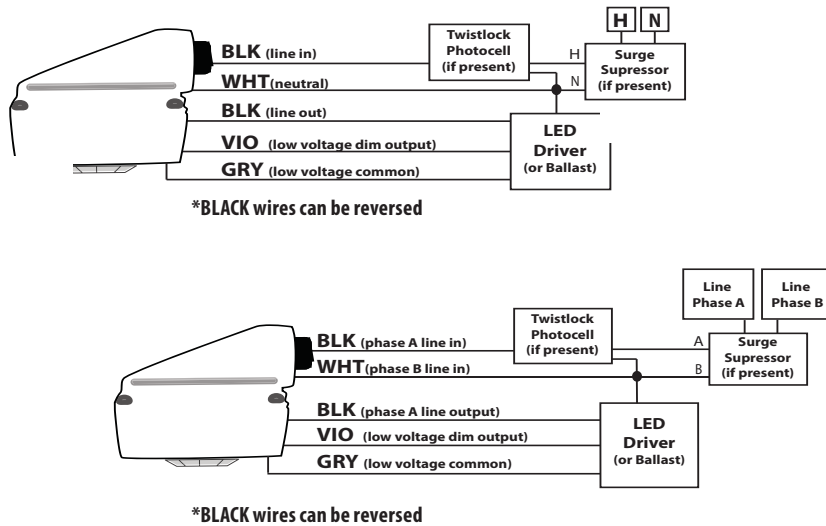 H N
BLK (line in)
Twistlock
Photocell
(if present)
H
Surge
Supressor
(if present)
WHT(neutral)
N
BLK (line out)
LED
Driver
(or Ballast)
VIO (low voltage dim output)
GRY (low voltage common)
*BLACK wires can be reversed
Line
Phase A
Line
Phase B
BLK (phase A line in)
Twistlock
Photocell
(if present)
A
Surge
Supressor
(if present)
WHT(phase B line in)
B
BLK (phase A line output)
LED
Driver
(or Ballast)
VIO (low voltage dim output)
GRY (low voltage common)
*BLACK wires can be reversed